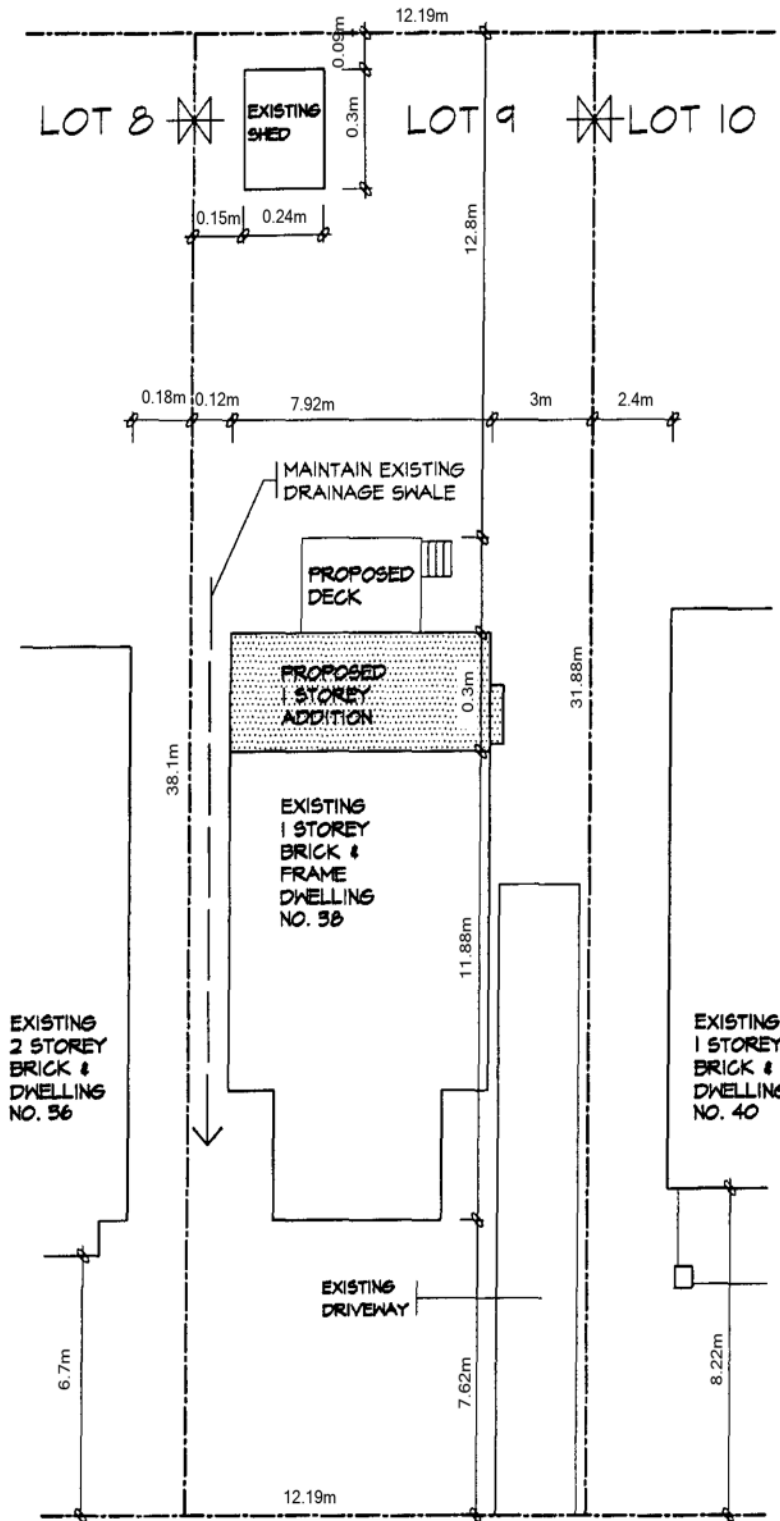 12.19m
0.09m
LOT 8
EXISTING
SHED
0.3m
LOT 9
LOT 10
0.15m
0.24m
12.8m
0.18m
0.12m
7.92m
3m
2.4m
MAINTAIN EXISTING
DRAINAGE SWALE
PROPOSED
DECK
PROPOSED
1 STOREY
ADDITION
0.3m
31.88m
38.1m
EXISTING
1 STOREY
BRICK &
FRAME
DWELLING
NO. 38
11.88m
EXISTING
2 STOREY
BRICK &
DWELLING
NO. 36
EXISTING
1 STOREY
BRICK &
DWELLING
NO. 40
EXISTING
DRIVEWAY
6.7m
7.62m
8.22m
12.19m